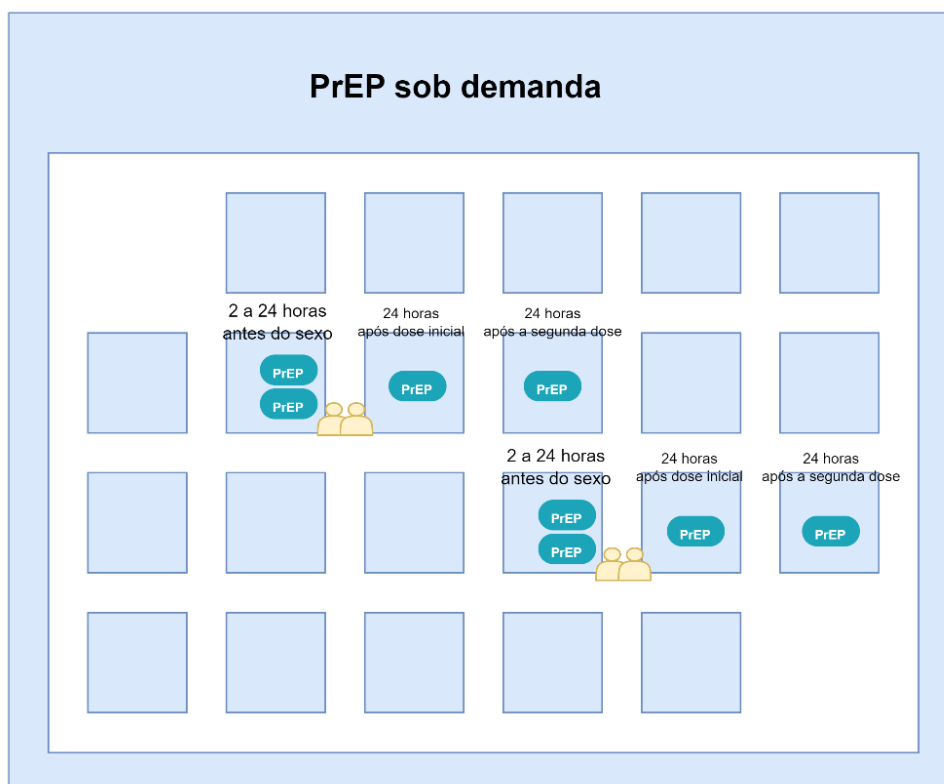 PrEP sob demanda
2 a 24 horas
antes do sexo
24 horas
após dose inicial
24 horas
após a segunda dose
PrEP
PrEP
PrEP
PrEP
2 a 24 horas
antes do sexo
24 horas
após dose inicial
24 horas
após a segunda dose
PrEP
PrEP
PrEP
PrEP